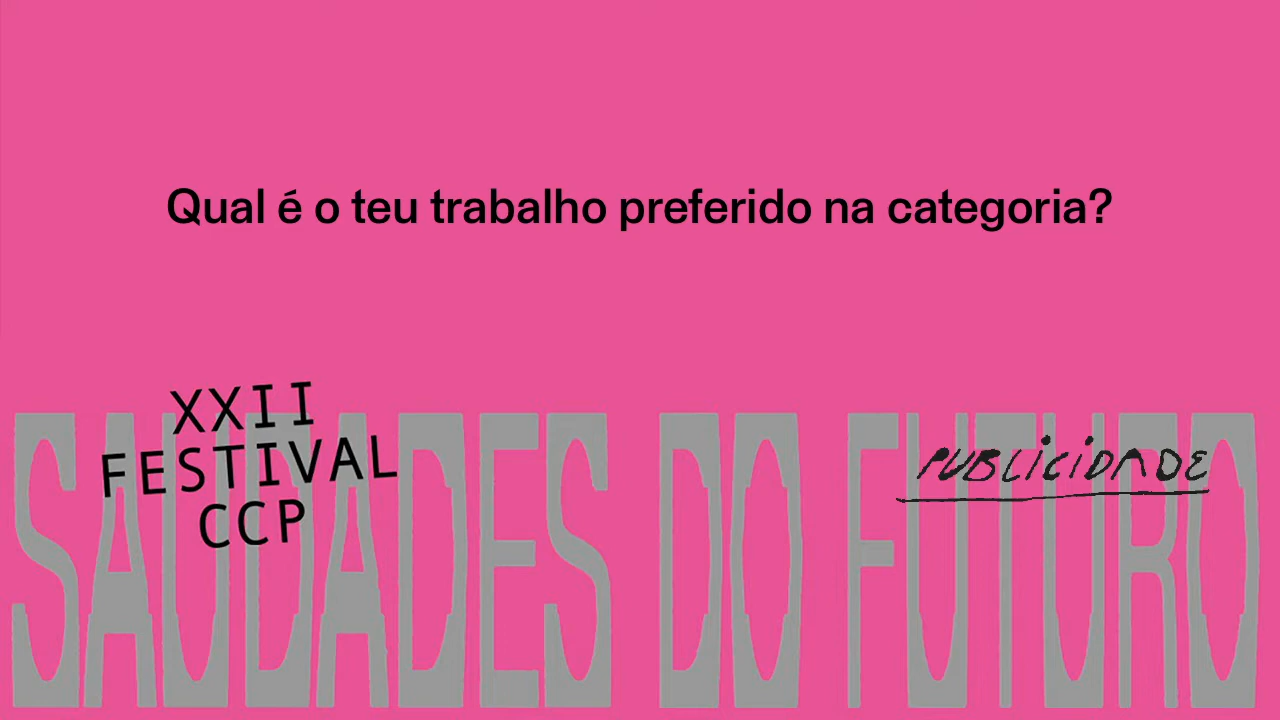 Qual é o teu trabalho preferido na categoria?
XXII
FESTIVAL
CCP
PUBLICIDADE
SAUDADES DO FUTURO